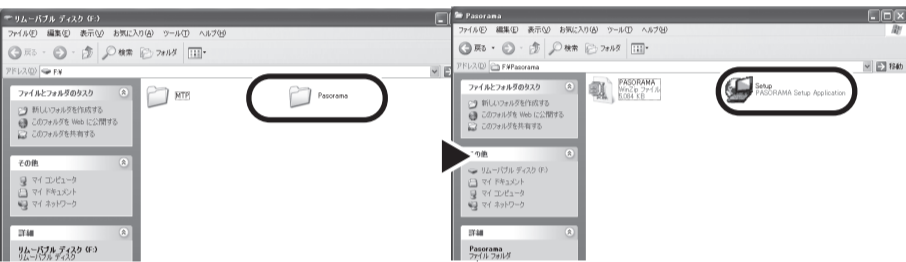 リムーバブル ディスク (F:)
ファイル(F) 編集(E) 表示(V) お気に入り(A) ツール(T) ヘルプ(H)
戻る 検索 フォルダ
アドレス(D) F:¥
ファイルとフォルダのタスク
新しいフォルダを作成する
このフォルダを Web に公開する
このフォルダを共有する
その他
マイ コンピュータ
マイ ドキュメント
マイ ネットワーク
詳細
リムーバブル ディスク (F:)
リムーバブル ディスク
MTP
Pasorama
Pasorama
ファイル(F) 編集(E) 表示(V) お気に入り(A) ツール(T) ヘルプ(H)
戻る 検索 フォルダ
アドレス(D) F:¥Pasorama 移動
ファイルとフォルダのタスク
新しいフォルダを作成する
このフォルダを Web に公開する
このフォルダを共有する
その他
リムーバブル ディスク (F:)
マイ ドキュメント
マイ コンピュータ
マイ ネットワーク
詳細
Pasorama
ファイル フォルダ
PASORAMA
WinZip ファイル
5,084 KB
Setup
PASORAMA Setup Application